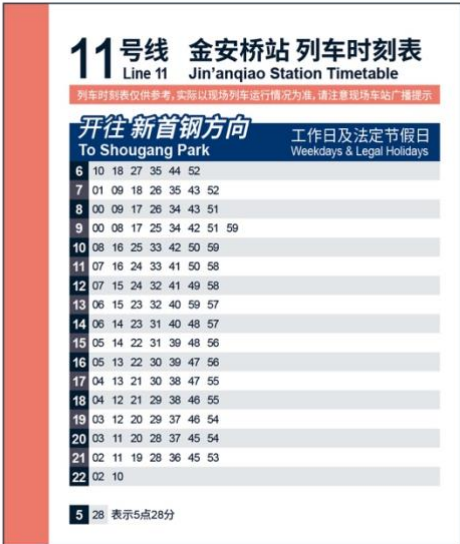 11号线 金安桥站 列车时刻表
Line 11 Jin'anqiao Station Timetable
列车时刻表仅供参考,实际以现场列车运行情况为准,请注意现场车站广播提示
开往 新首钢方向 工作日及法定节假日
To Shougang Park Weekdays & Legal Holidays
6 10 18 27 35 44 52
7 01 09 18 26 35 43 52
8 00 09 17 26 34 43 51
9 00 08 17 25 34 42 51 59
10 08 16 25 33 42 50 59
11 07 16 24 33 41 50 58
12 07 15 24 32 41 49 58
13 06 15 23 32 40 59 57
14 06 14 23 31 40 48 57
15 05 14 22 31 39 48 56
16 05 13 22 30 39 47 56
17 04 13 21 30 38 47 55
18 04 12 21 29 38 46 55
19 03 12 20 29 37 46 54
20 03 11 20 28 37 45 54
21 02 11 19 28 36 45 53
22 02 10
5 28 表示5点28分